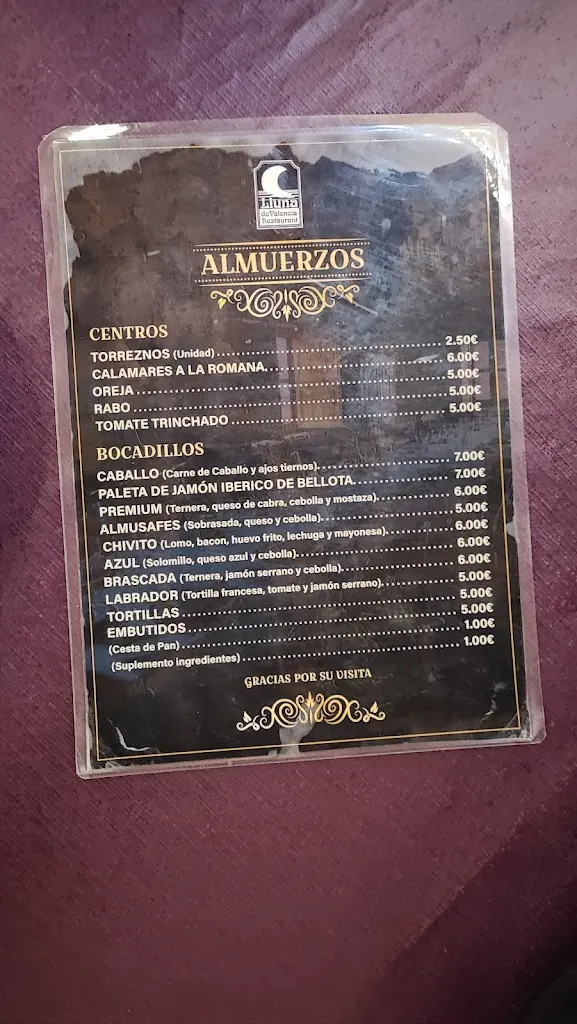 Lluna
de Valencia
Restaurant
ALMUERZOS
CENTROS
TORREZNOS (Unidad) 2.50€
CALAMARES A LA ROMANA 6.00€
OREJA 5.00€
RABO 5.00€
TOMATE TRINCHADO 5.00€
BOCADILLOS
CABALLO (Carne de Caballo y ajos tiernos) 7.00€
PALETA DE JAMÓN IBERICO DE BELLOTA 7.00€
PREMIUM (Ternera, queso de cabra, cebolla y mostaza) 6.00€
ALMUSAFES (Sobrasada, queso y cebolla) 5.00€
CHIVITO (Lomo, bacon, huevo frito, lechuga y mayonesa) 6.00€
AZUL (Solomillo, queso azul y cebolla) 6.00€
BRASCADA (Ternera, jamón serrano y cebolla) 6.00€
LABRADOR (Tortilla francesa, tomate y jamón serrano) 5.00€
TORTILLAS 5.00€
EMBUTIDOS 5.00€
(Cesta de Pan) 1.00€
(Suplemento ingredientes) 1.00€
GRACIAS POR SU VISITA